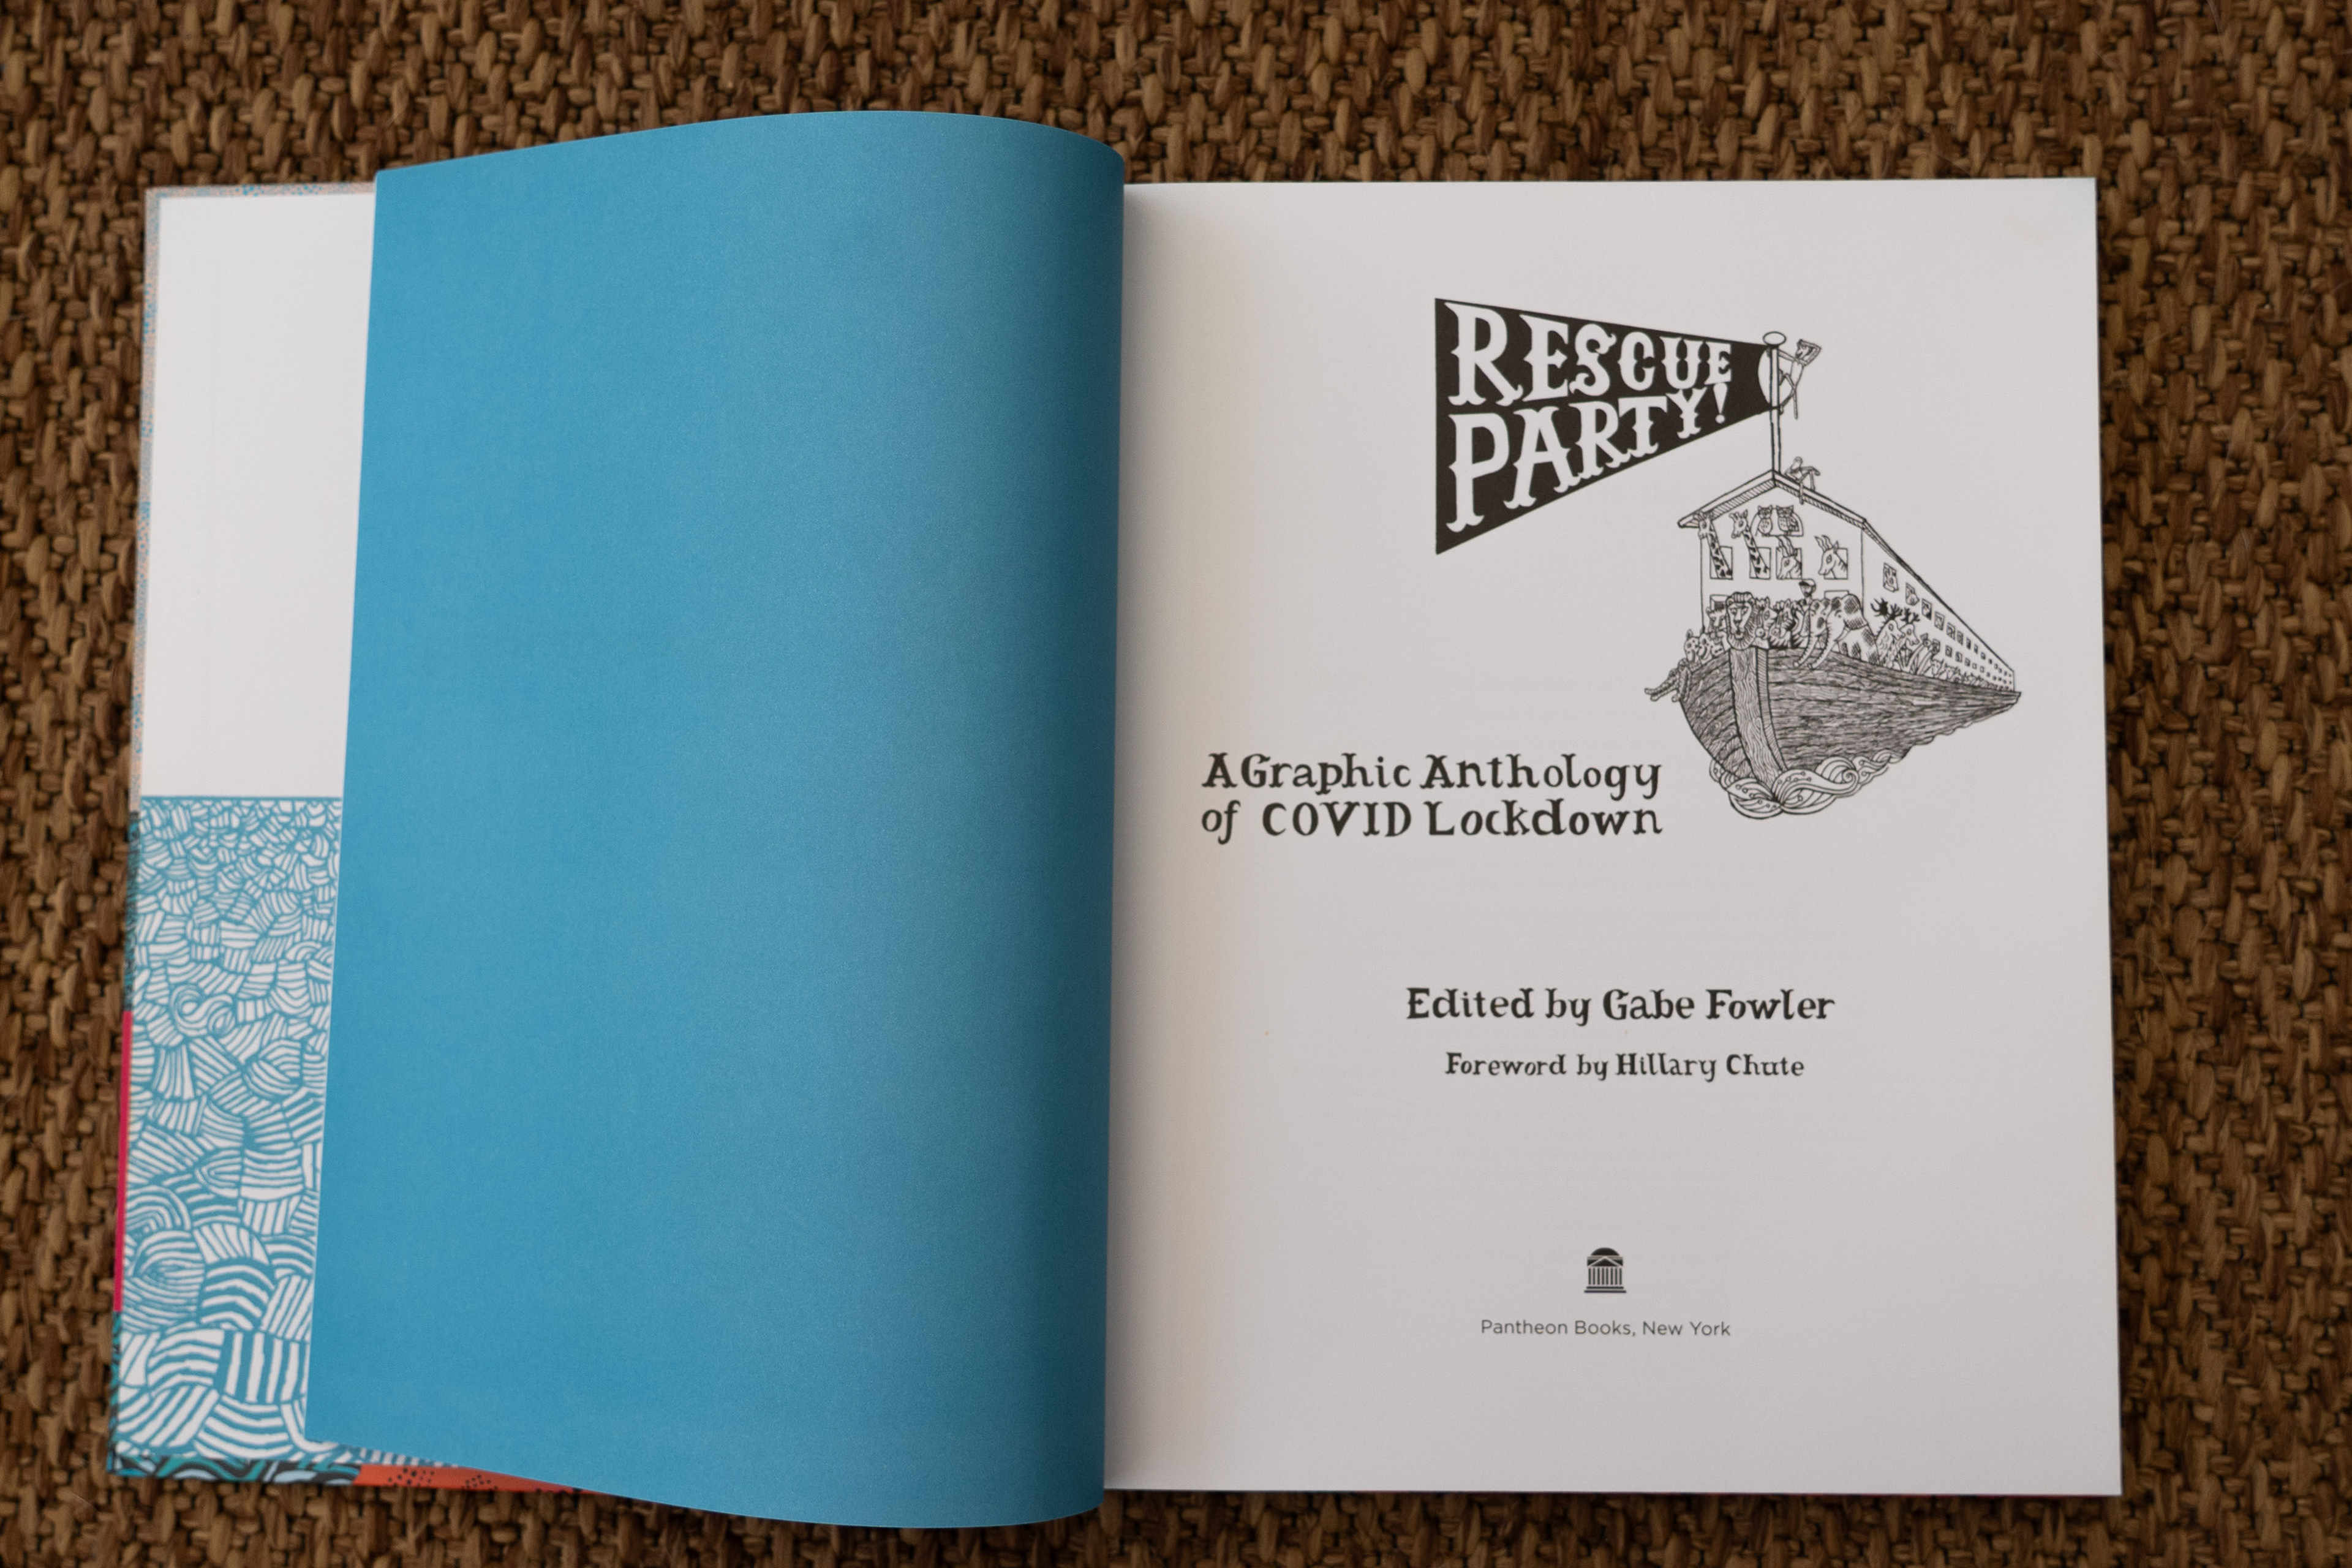 RESCUE
PARTY!
A Graphic Anthology
of COVID Lockdown
Edited by Gabe Fowler
Foreword by Hillary Chute
Pantheon Books, New York